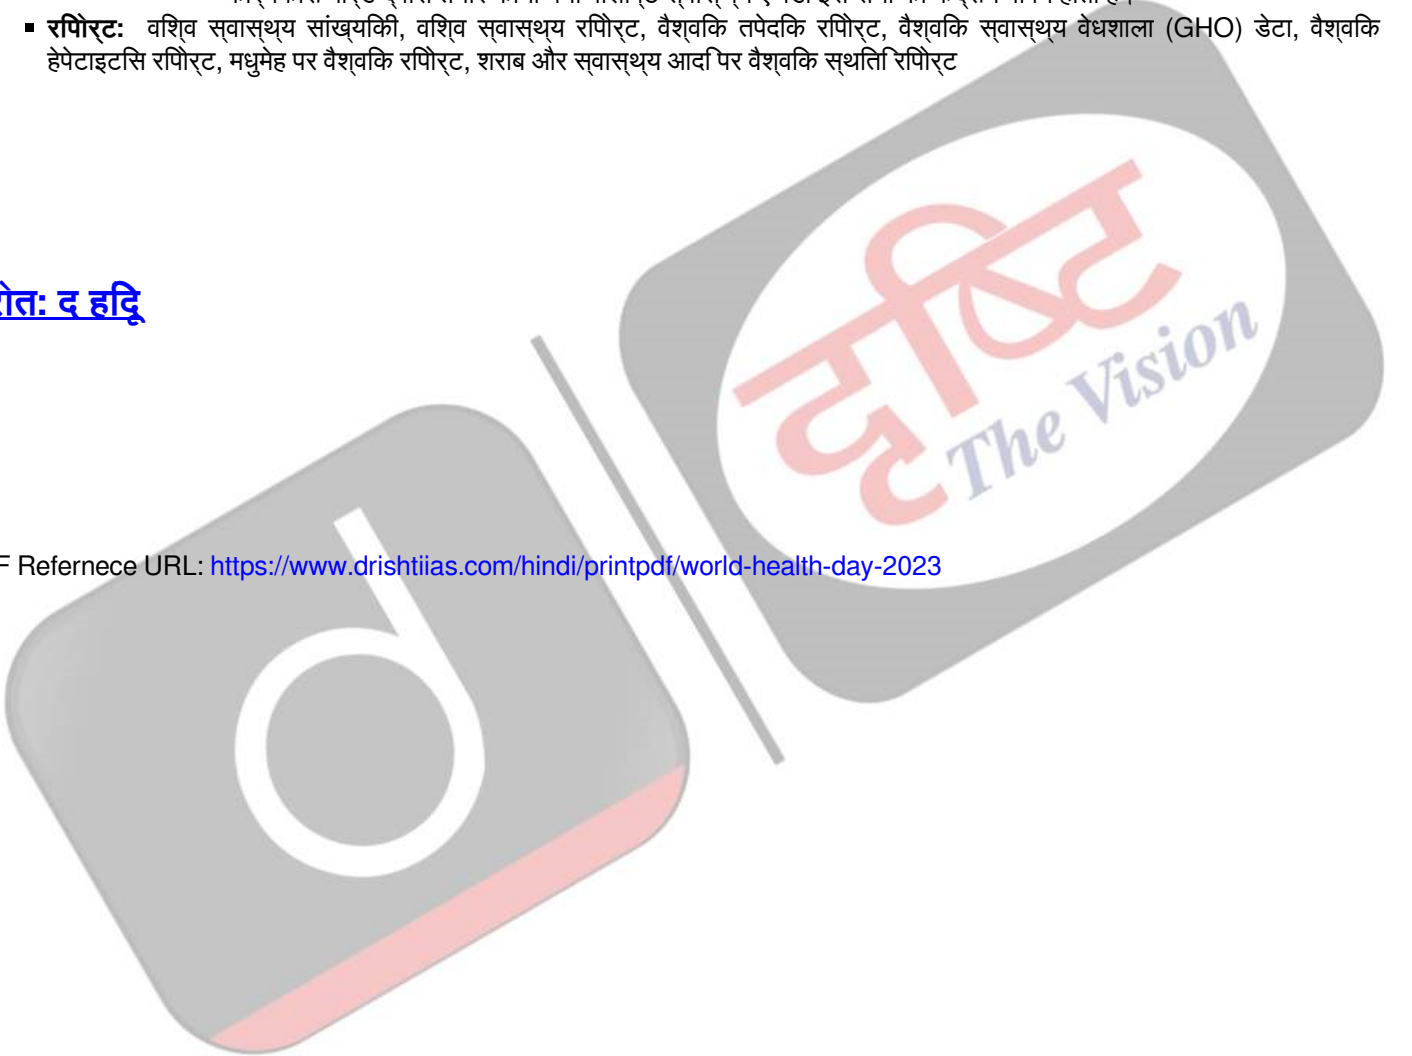 ▪ रिपोर्ट: विश्व स्वास्थ्य सांख्यिकी, विश्व स्वास्थ्य रिपोर्ट, वैश्विक तपेदिक रिपोर्ट, वैश्विक स्वास्थ्य वेधशाला (GHO) डेटा, वैश्विक
हेपेटाइटिस रिपोर्ट, मधुमेह पर वैश्विक रिपोर्ट, शराब और स्वास्थ्य आदि पर वैश्विक स्थिति रिपोर्ट
द हिंदू
दृष्टि
The Vision
F Refernece URL: https://www.drishtiias.com/hindi/printpdf/world-health-day-2023
d